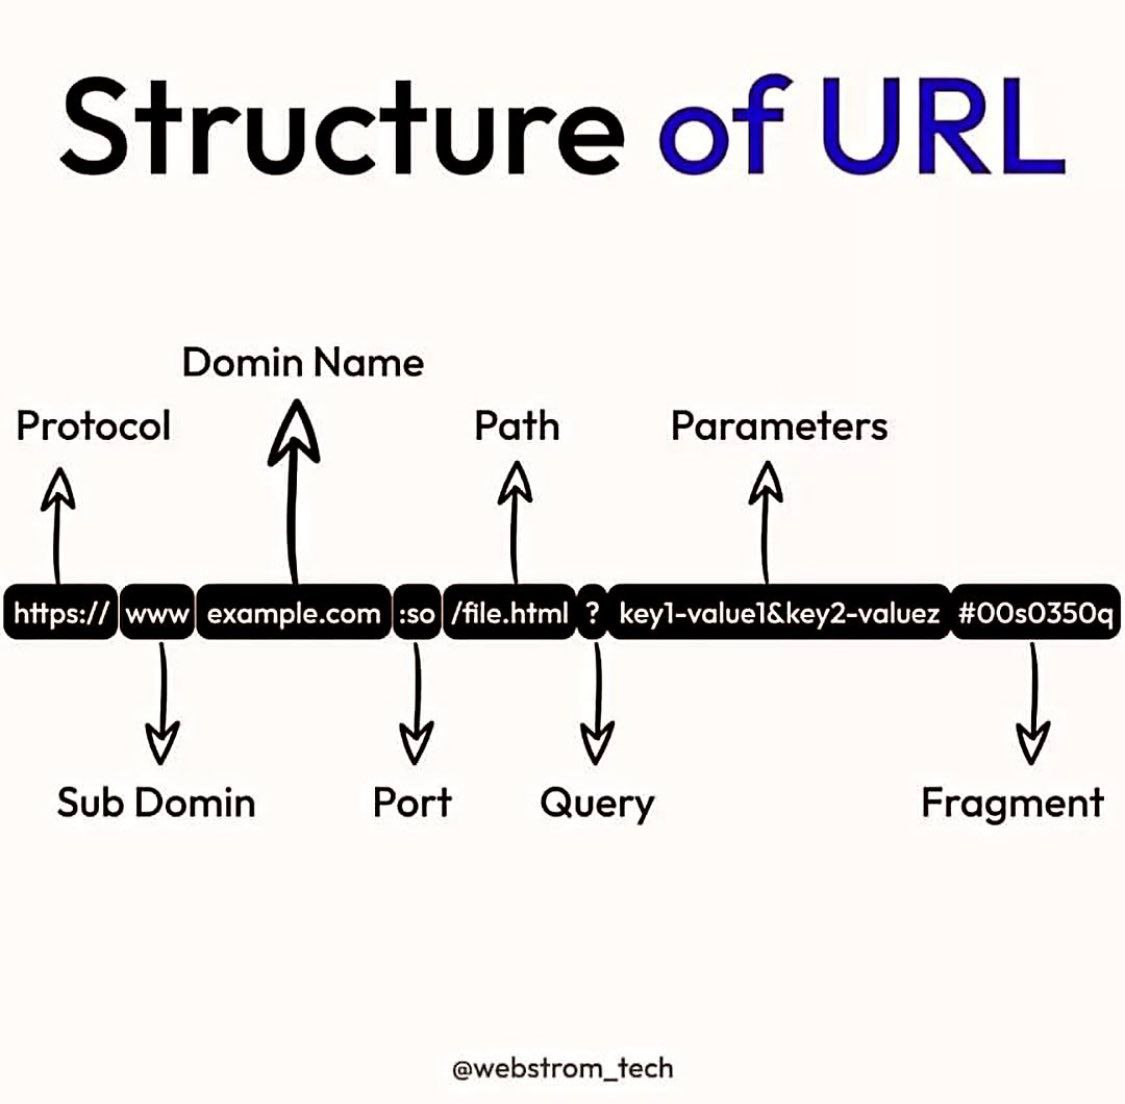 Structure of URL
Domin Name
Protocol Path Parameters
https:// www example.com :so /file.html ? key1-value1&key2-valuez #00s0350q
Sub Domin Port Query Fragment
@webstrom_tech